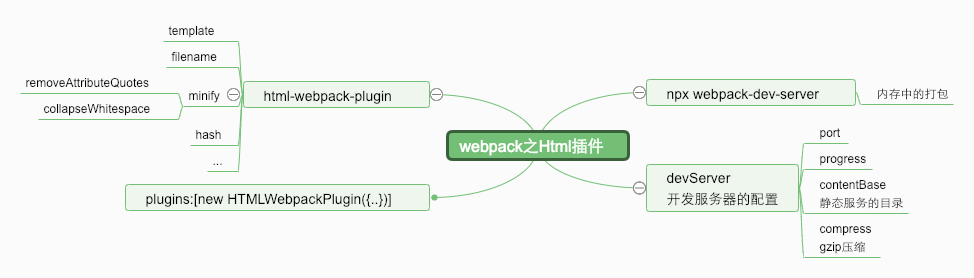 template
filename
removeAttributeQuotes
minify
collapseWhitespace
hash
...
html-webpack-plugin
plugins:[new HTMLWebpackPlugin({..})]
webpack之Html插件
npx webpack-dev-server
内存中的打包
devServer
开发服务器的配置
port
progress
contentBase
静态服务的目录
compress
gzip压缩